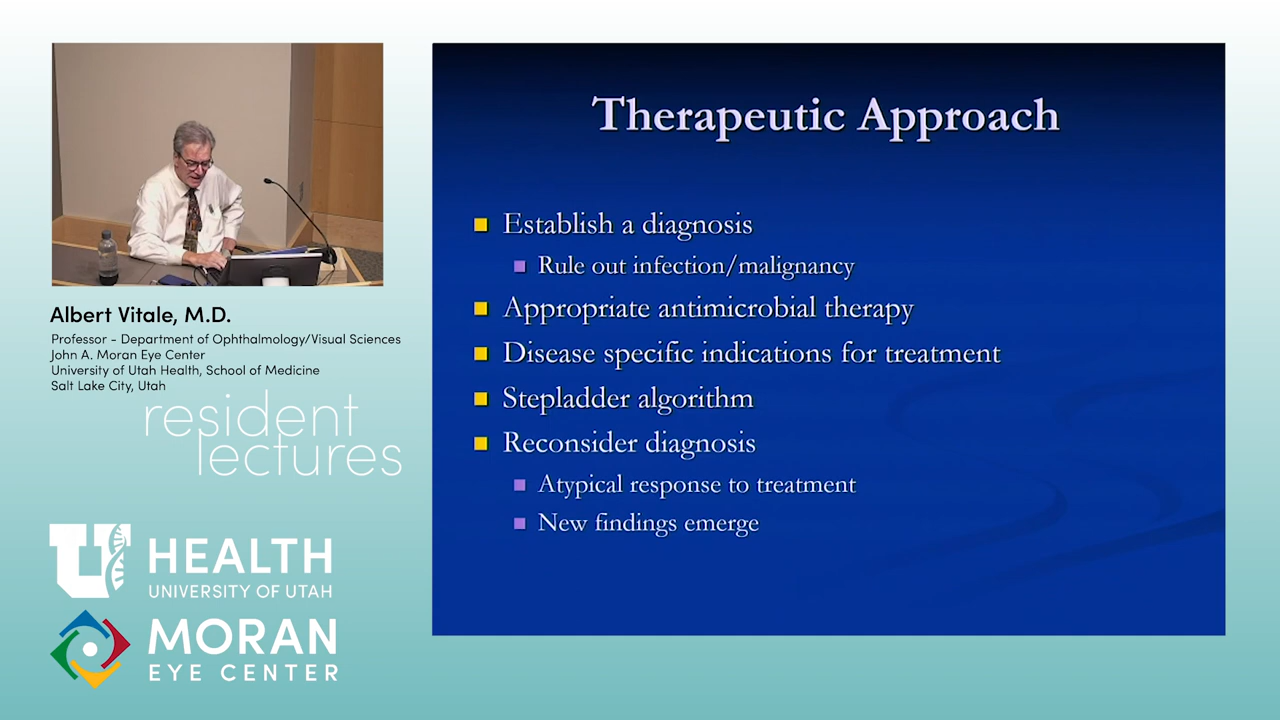 Albert Vitale, M.D.
Professor - Department of Ophthalmology/Visual Sciences
John A. Moran Eye Center
University of Utah Health, School of Medicine
Salt Lake City, Utah
resident
lectures
U HEALTH
UNIVERSITY OF UTAH
MORAN
EYE CENTER
Therapeutic Approach
Establish a diagnosis
Rule out infection/malignancy
Appropriate antimicrobial therapy
Disease specific indications for treatment
Stepladder algorithm
Reconsider diagnosis
Atypical response to treatment
New findings emerge